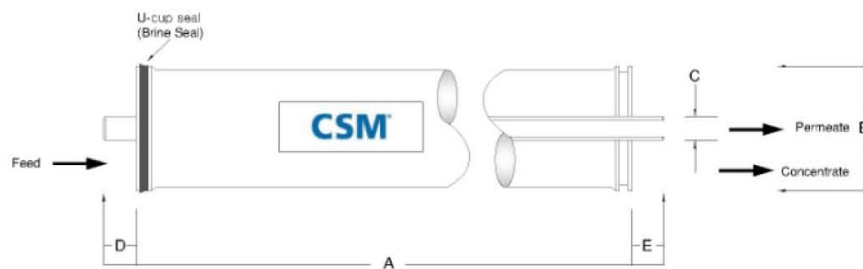 U-cup seal
(Brine Seal)
C
CSM
Permeate
Feed
Concentrate
D
E
A